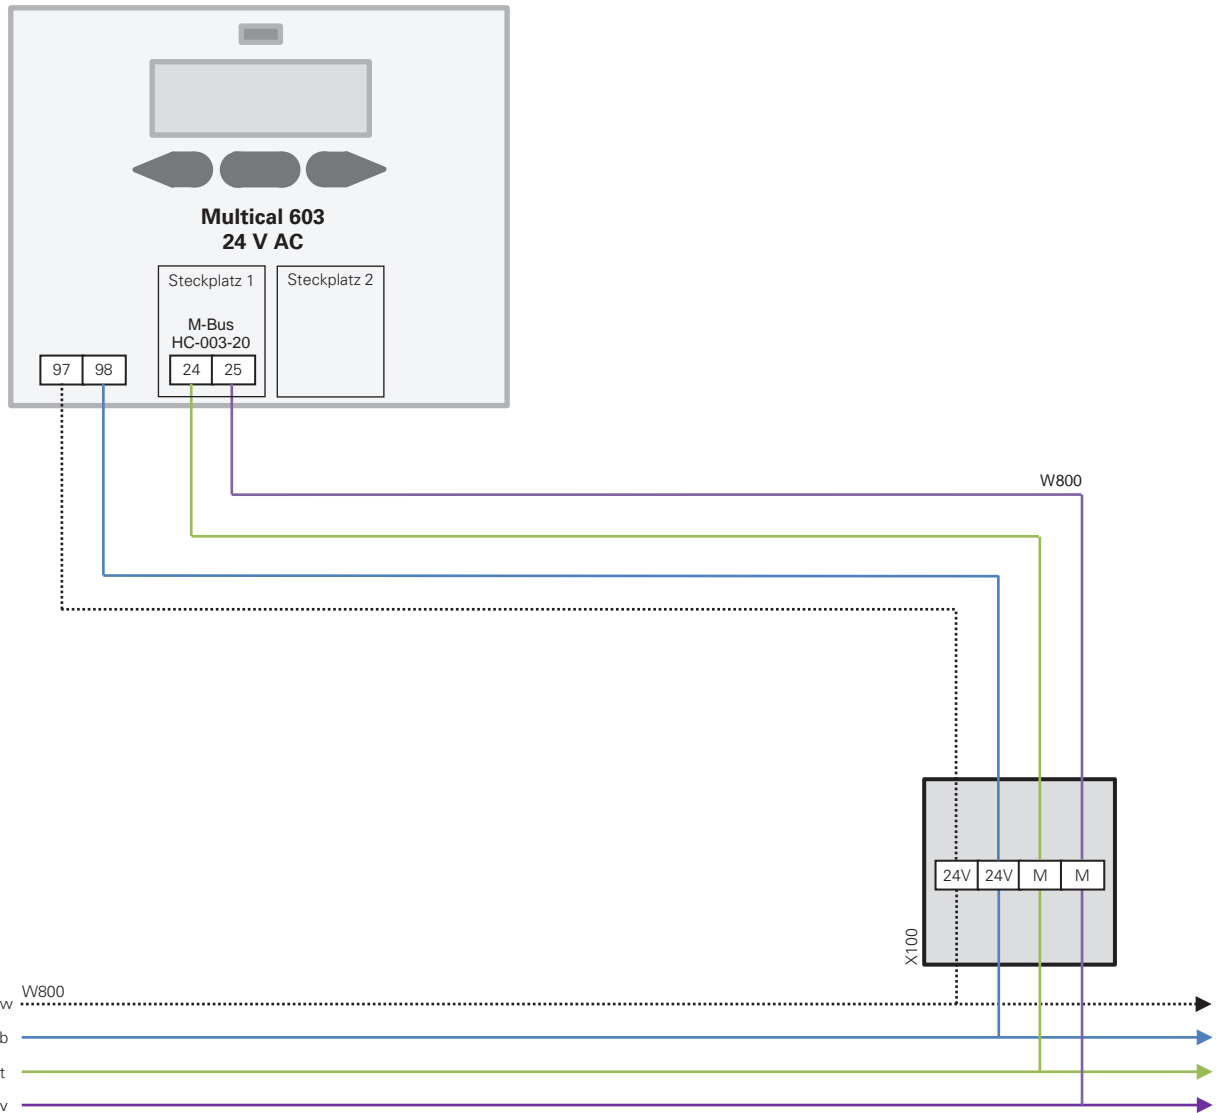 Multical 603
24 V AC
Steckplatz 1
Steckplatz 2
M-Bus
HC-003-20
97 98 24 25
W800
24V 24V M M
X100
W800
w
b
t
v